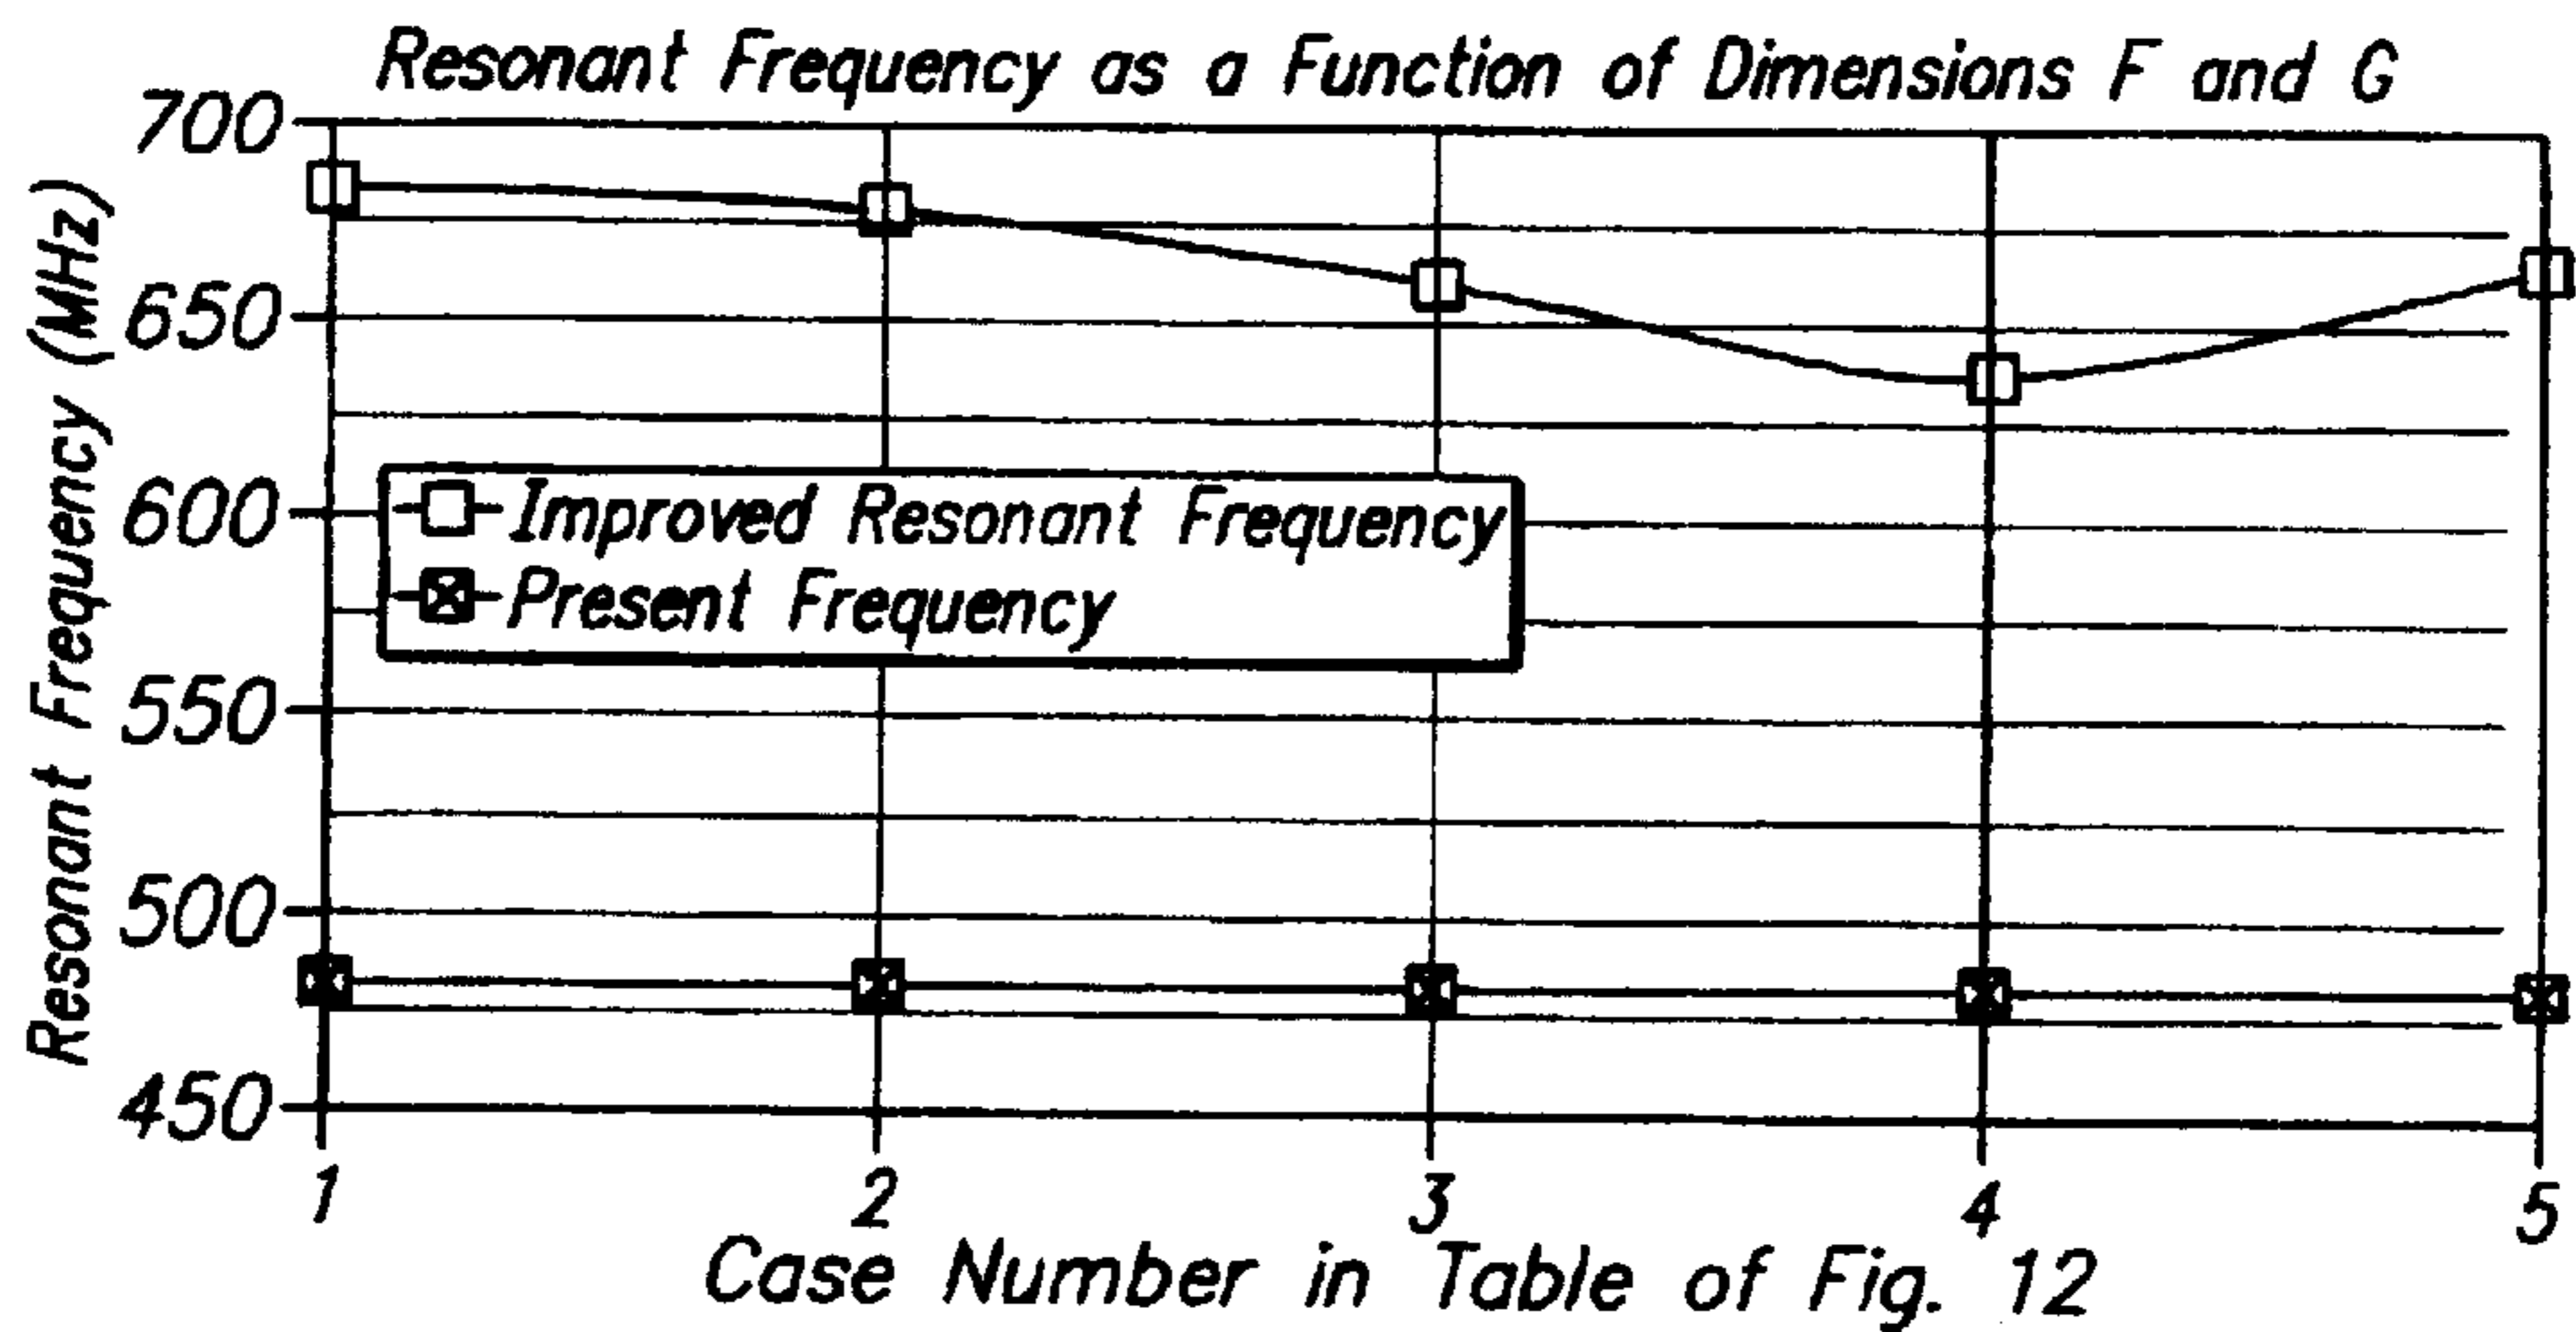 Resonant Frequency as a Function of Dimensions F and G
Resonant Frequency (MHz)
700
650
600
550
500
450
Improved Resonant Frequency
Present Frequency
1 2 3 4 5
Case Number in Table of Fig. 12